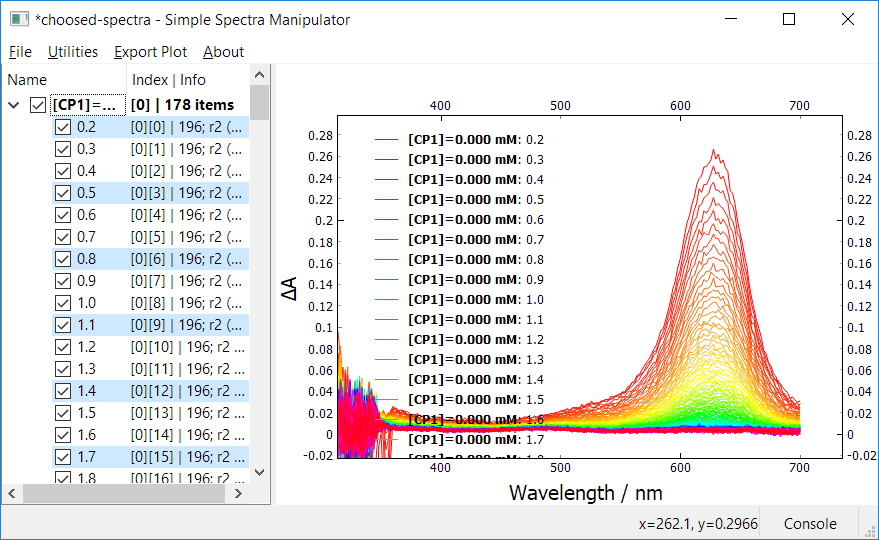 *choosed-spectra - Simple Spectra Manipulator
File Utilities Export Plot About
Name Index | Info
[CP1]=... [0] | 178 items
0.2 [0][0] | 196; r2 (...
0.3 [0][1] | 196; r2 (...
0.4 [0][2] | 196; r2 (...
0.5 [0][3] | 196; r2 (...
0.6 [0][4] | 196; r2 (...
0.7 [0][5] | 196; r2 (...
0.8 [0][6] | 196; r2 (...
0.9 [0][7] | 196; r2 (...
1.0 [0][8] | 196; r2 (...
1.1 [0][9] | 196; r2 (...
1.2 [0][10] | 196; r2 ...
1.3 [0][11] | 196; r2 ...
1.4 [0][12] | 196; r2 ...
1.5 [0][13] | 196; r2 ...
1.6 [0][14] | 196; r2 ...
1.7 [0][15] | 196; r2 ...
1.8 [0][16] | 196; r2 ...
400 500 600 700
ΔA
0.28
0.26
0.24
0.22
0.2
0.18
0.16
0.14
0.12
0.1
0.08
0.06
0.04
0.02
0
-0.02
[CP1]=0.000 mM: 0.2
[CP1]=0.000 mM: 0.3
[CP1]=0.000 mM: 0.4
[CP1]=0.000 mM: 0.5
[CP1]=0.000 mM: 0.6
[CP1]=0.000 mM: 0.7
[CP1]=0.000 mM: 0.8
[CP1]=0.000 mM: 0.9
[CP1]=0.000 mM: 1.0
[CP1]=0.000 mM: 1.1
[CP1]=0.000 mM: 1.2
[CP1]=0.000 mM: 1.3
[CP1]=0.000 mM: 1.4
[CP1]=0.000 mM: 1.5
[CP1]=0.000 mM: 1.6
[CP1]=0.000 mM: 1.7
[CP1]=0.000 mM: 1.8
0.28
0.26
0.24
0.22
0.2
0.18
0.16
0.14
0.12
0.1
0.08
0.06
0.04
0.02
0
-0.02
400 500 600 700
Wavelength / nm
x=262.1, y=0.2966 Console